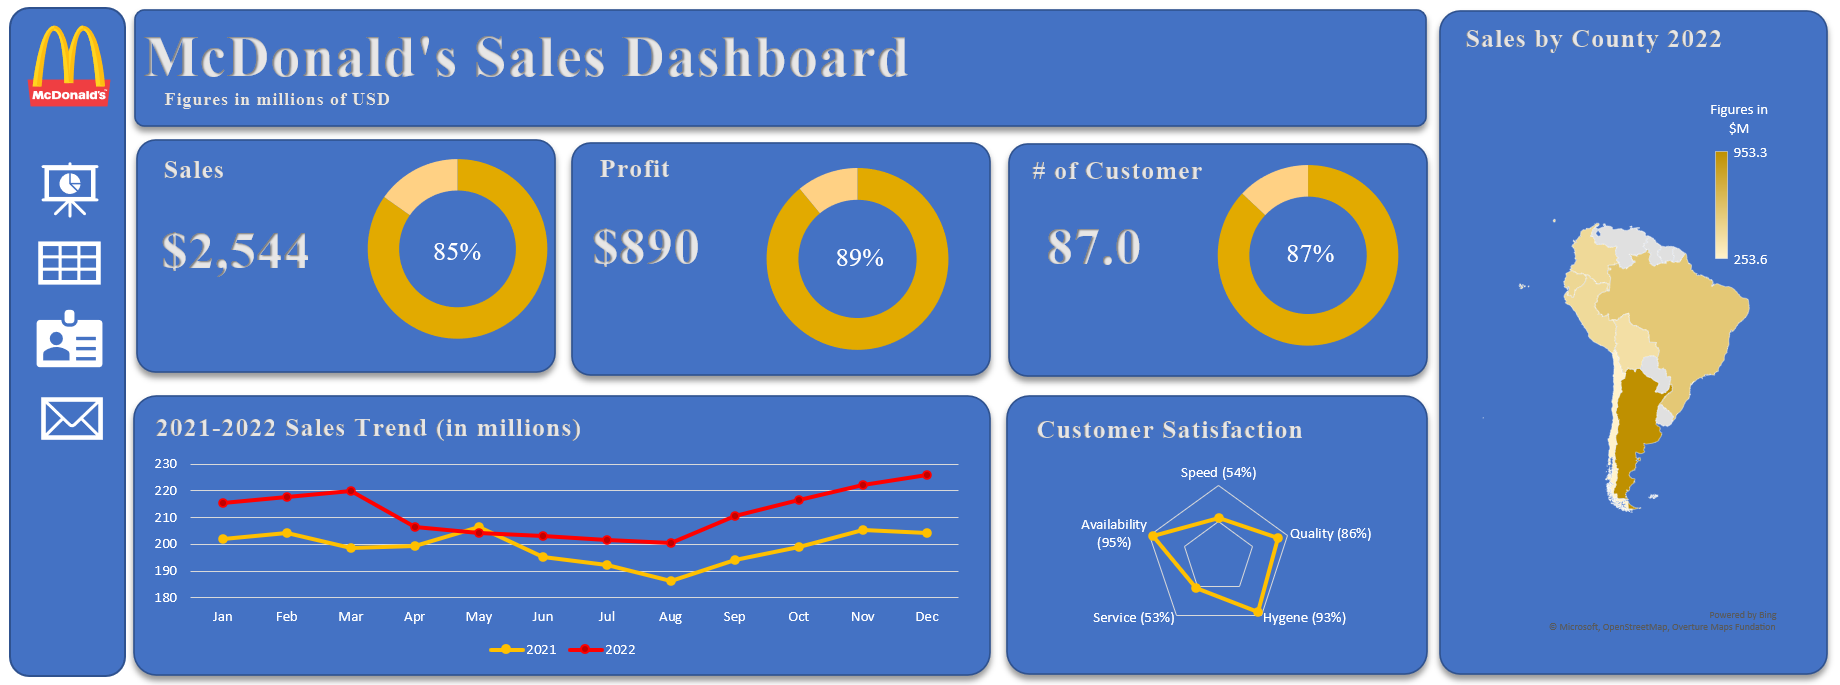 McDonald's
McDonald's Sales Dashboard
Figures in millions of USD
Sales
$2,544
85%
Profit
$890
89%
# of Customer
87.0
87%
2021-2022 Sales Trend (in millions)
230
220
210
200
190
180
Jan Feb Mar Apr May Jun Jul Aug Sep Oct Nov Dec
2021 2022
Customer Satisfaction
Speed (54%)
Quality (86%)
Hygene (93%)
Service (53%)
Availability
(95%)
Sales by County 2022
Figures in
$M
953.3
253.6
Powered by Bing
© Microsoft, OpenStreetMap, Overture Maps Fundation